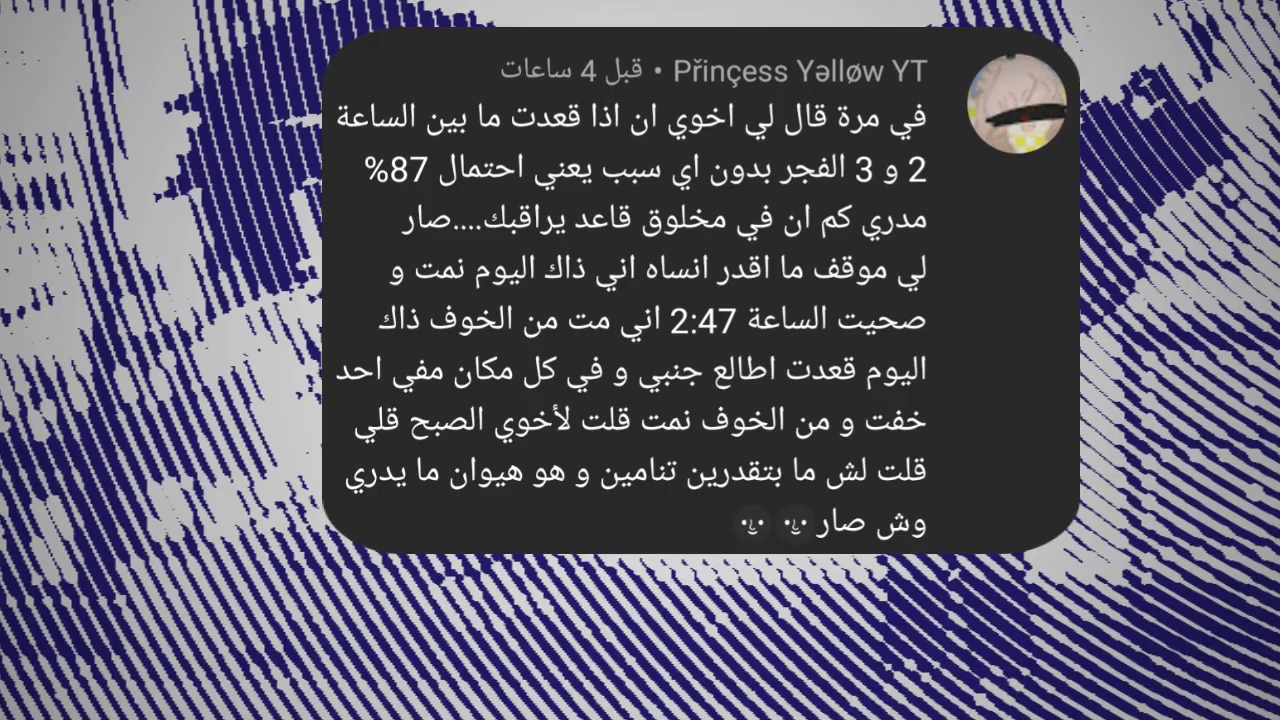 Přinçess Yəlløw YT • قبل 4 ساعات
في مرة قال لي اخوي ان اذا قعدت ما بين الساعة
2 و 3 الفجر بدون اي سبب يعني احتمال 87%
مدري كم ان في مخلوق قاعد يراقبك....صار
لي موقف ما اقدر انساه اني ذاك اليوم نمت و
صحيت الساعة 2:47 اني مت من الخوف ذاك
اليوم قعدت اطالع جنبي و في كل مكان مفي احد
خفت و من الخوف نمت قلت لأخوي الصبح قلي
قلت لش ما بتقدرين تنامين و هو هيوان ما يدري
وش صار